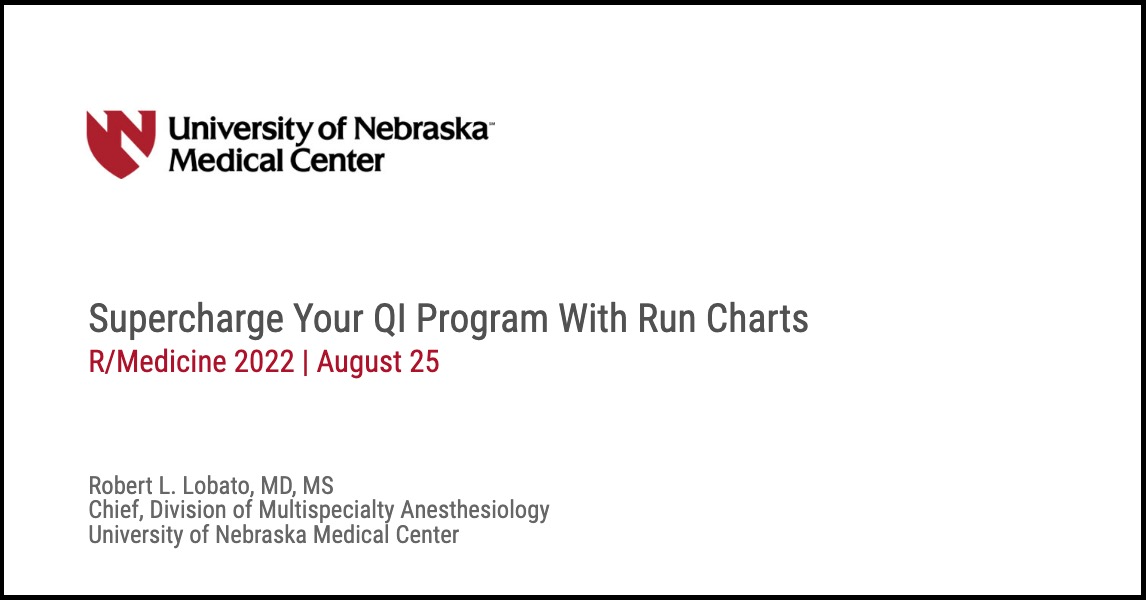 University of Nebraska℠
Medical Center
Supercharge Your QI Program With Run Charts
R/Medicine 2022 | August 25
Robert L. Lobato, MD, MS
Chief, Division of Multispecialty Anesthesiology
University of Nebraska Medical Center